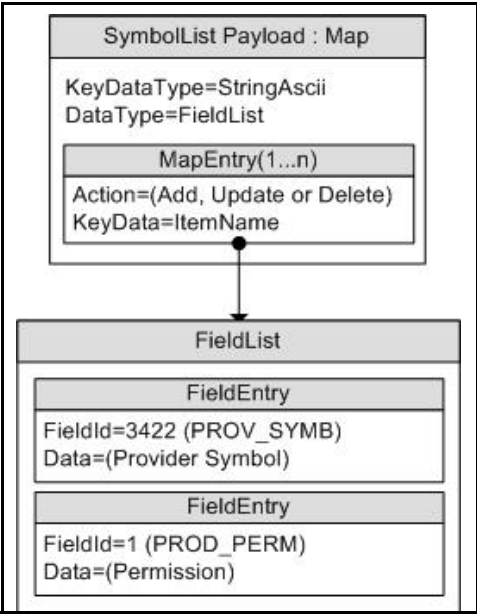 SymbolList Payload : Map
KeyDataType=StringAscii
DataType=FieldList
MapEntry(1...n)
Action=(Add, Update or Delete)
KeyData=ItemName
FieldList
FieldEntry
FieldId=3422 (PROV_SYMB)
Data=(Provider Symbol)
FieldEntry
FieldId=1 (PROD_PERM)
Data=(Permission)